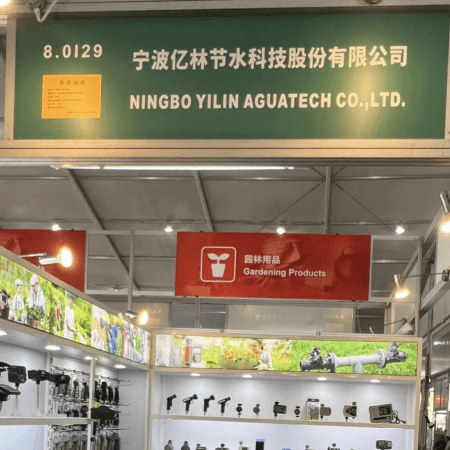 8.0129
宁波亿林节水科技股份有限公司
NINGBO YILIN AGUATECH CO.,LTD.
园林用品
Gardening Products